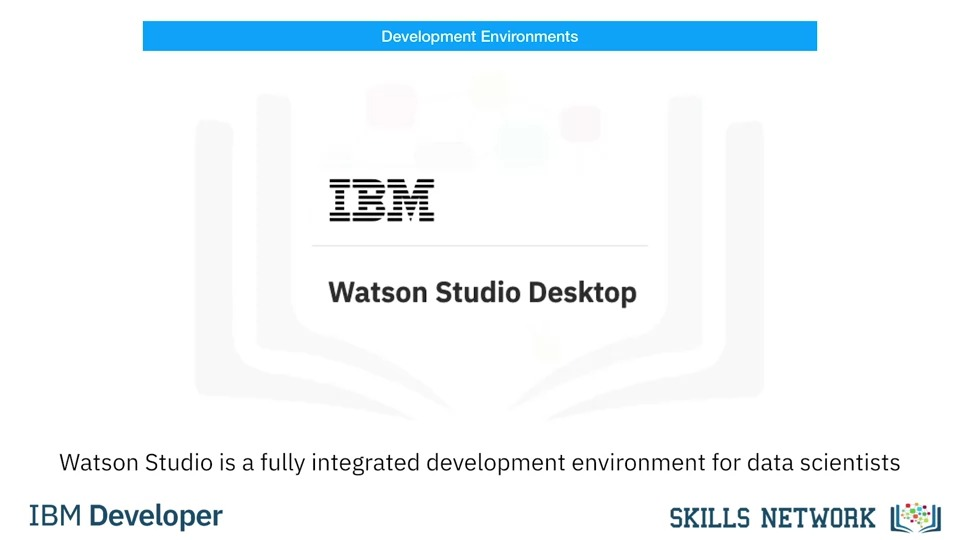 Development Environments
IBM
Watson Studio Desktop
Watson Studio is a fully integrated development environment for data scientists
IBM Developer
SKILLS NETWORK